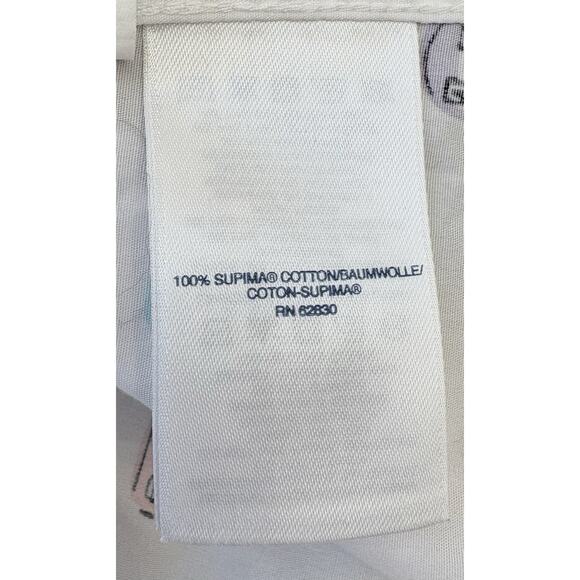 100% SUPIMA® COTTON/BAUMWOLLE/
COTON-SUPIMA®
RN 62830